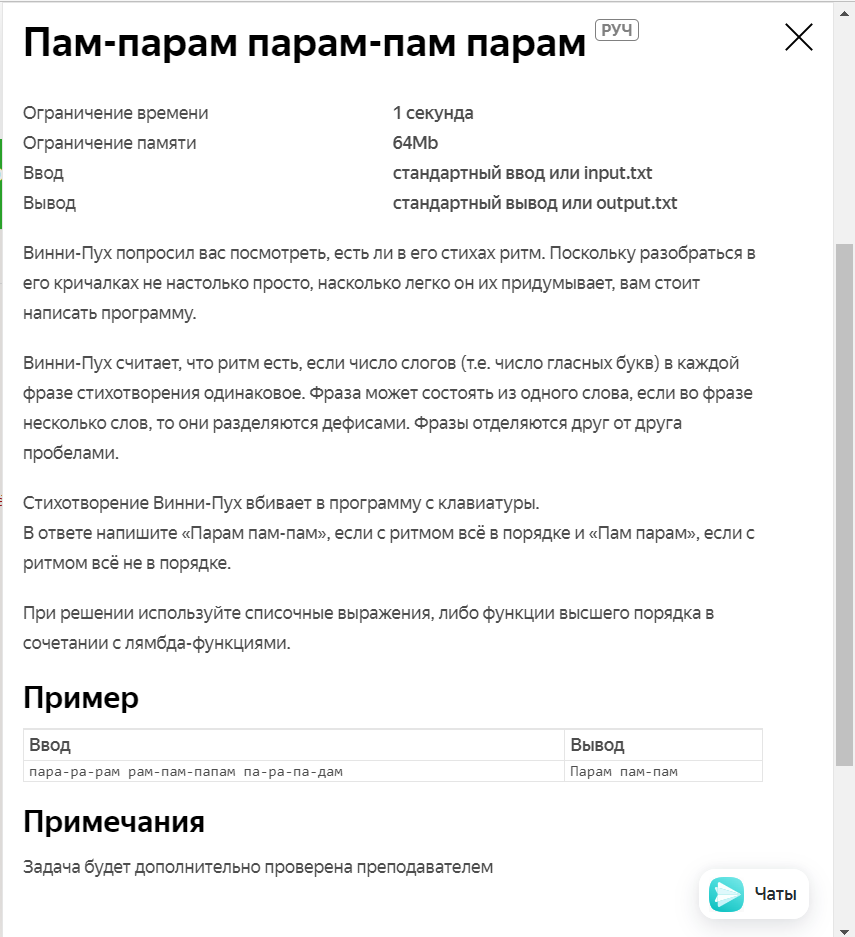 Пам-парам парам-пам парам РУЧ
Ограничение времени 1 секунда
Ограничение памяти 64Mb
Ввод стандартный ввод или input.txt
Вывод стандартный вывод или output.txt
Винни-Пух попросил вас посмотреть, есть ли в его стихах ритм. Поскольку разобраться в
его кричалках не настолько просто, насколько легко он их придумывает, вам стоит
написать программу.
Винни-Пух считает, что ритм есть, если число слогов (т.е. число гласных букв) в каждой
фразе стихотворения одинаковое. Фраза может состоять из одного слова, если во фразе
несколько слов, то они разделяются дефисами. Фразы отделяются друг от друга
пробелами.
Стихотворение Винни-Пух вбивает в программу с клавиатуры.
В ответе напишите «Парам пам-пам», если с ритмом всё в порядке и «Пам парам», если с
ритмом всё не в порядке.
При решении используйте списочные выражения, либо функции высшего порядка в
сочетании с лямбда-функциями.
Пример
Ввод Вывод
пара-ра-рам рам-пам-папам па-ра-па-дам Парам пам-пам
Примечания
Задача будет дополнительно проверена преподавателем
Чаты